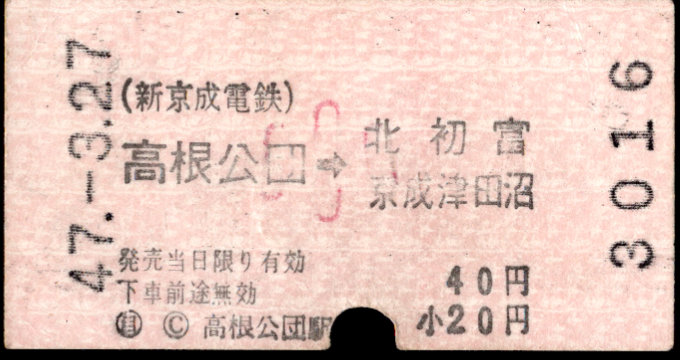 47.-3.27
(新京成電鉄)
高根公団➡北初富
京成津田沼
発売当日限り有効
下車前途無効
Ⓒ 高根公団駅
40円
小20円
3016